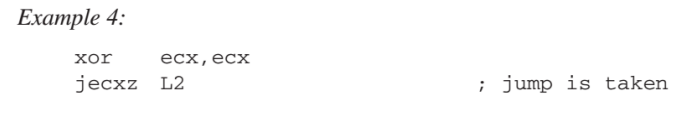 Example 4:
xor ecx,ecx
jecxz L2 ; jump is taken